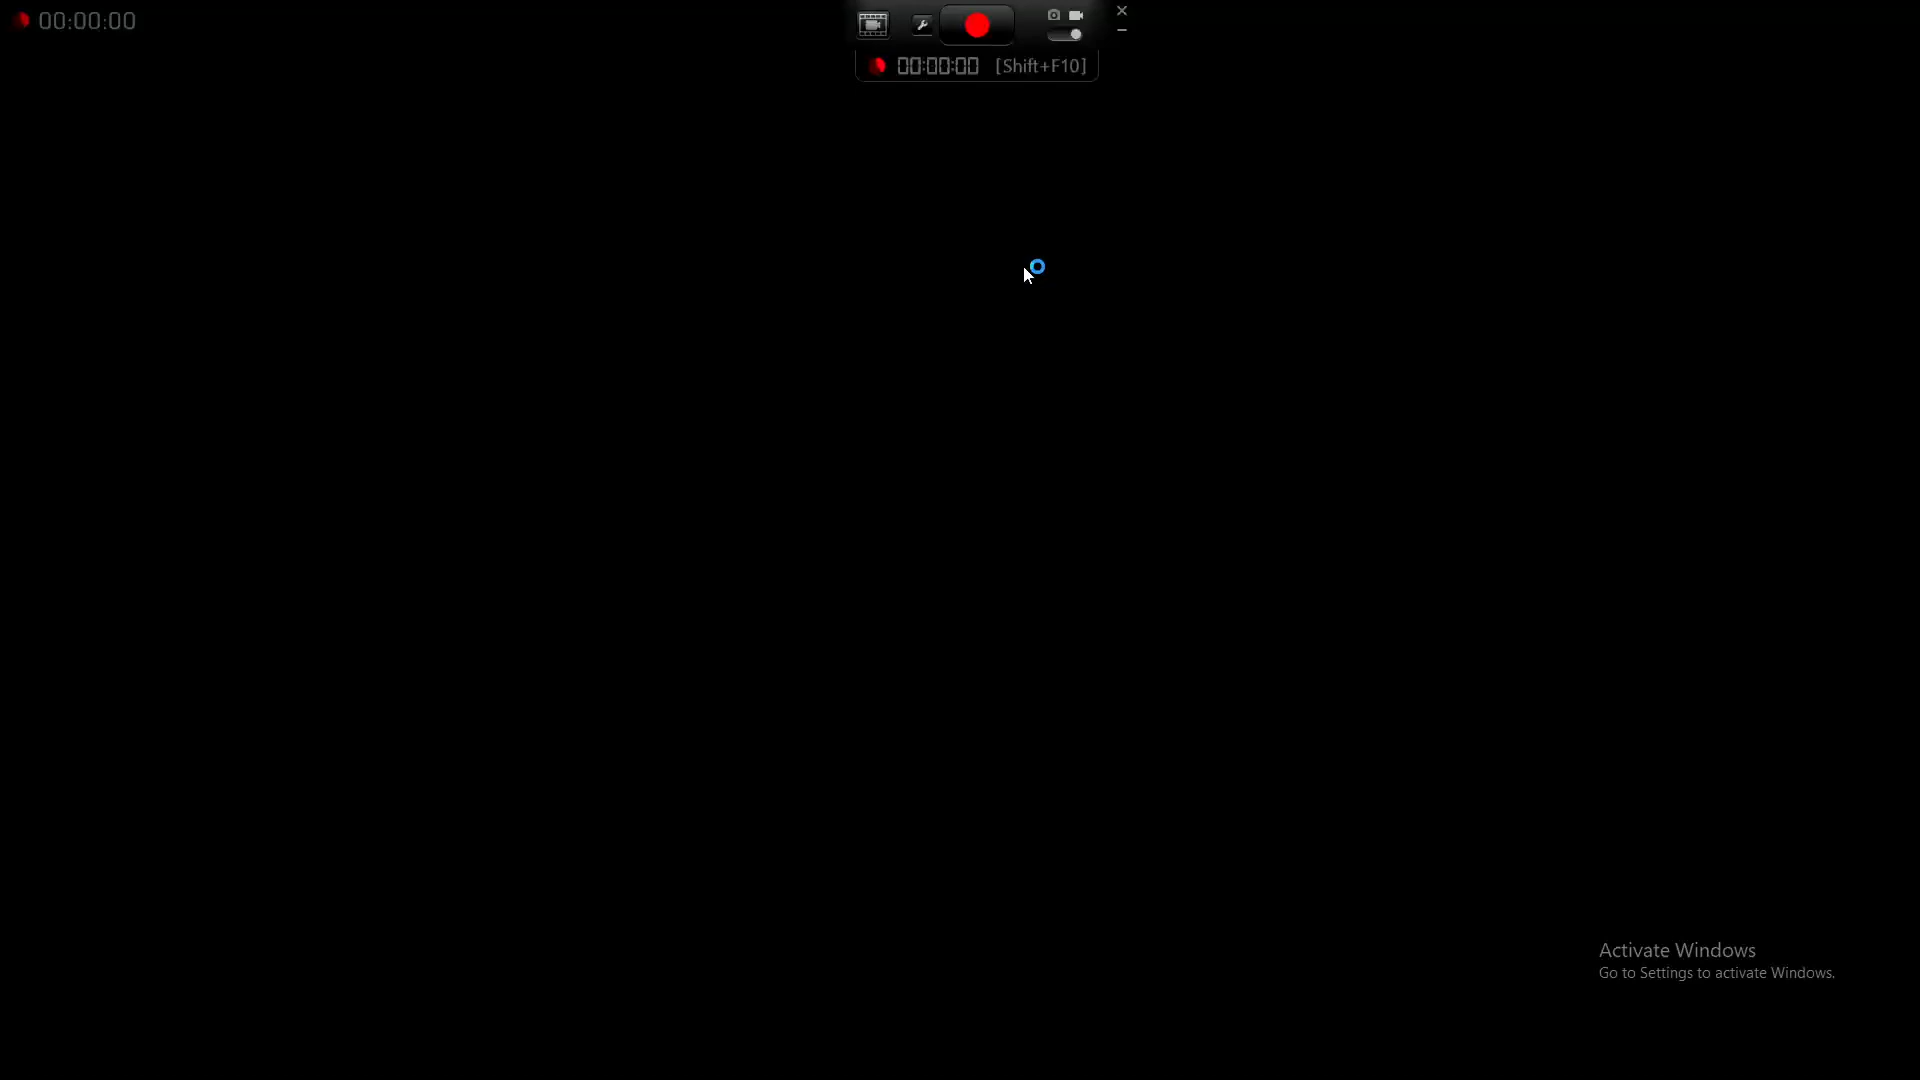 00:00:00
00:00:00 [Shift+F10]
Activate Windows
Go to Settings to activate Windows.